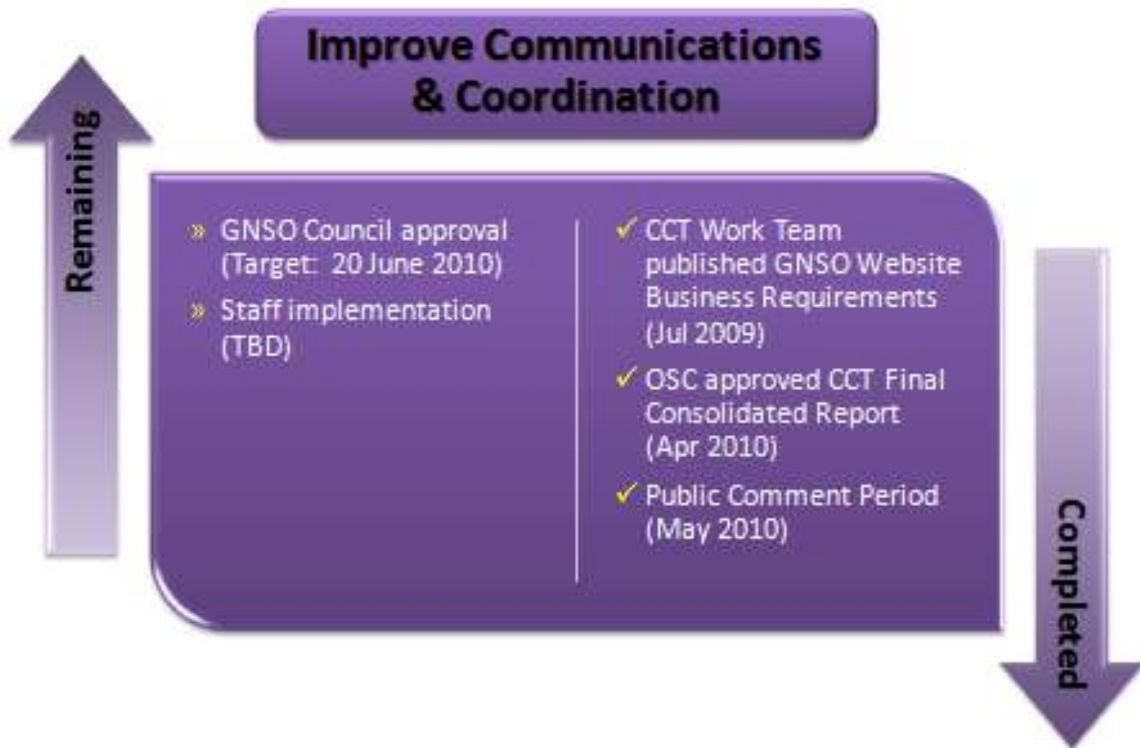 Improve Communications
& Coordination
Remaining
» GNSO Council approval
(Target: 20 June 2010)
» Staff implementation
(TBD)
✓ CCT Work Team
published GNSO Website
Business Requirements
(Jul 2009)
✓ OSC approved CCT Final
Consolidated Report
(Apr 2010)
✓ Public Comment Period
(May 2010)
Completed